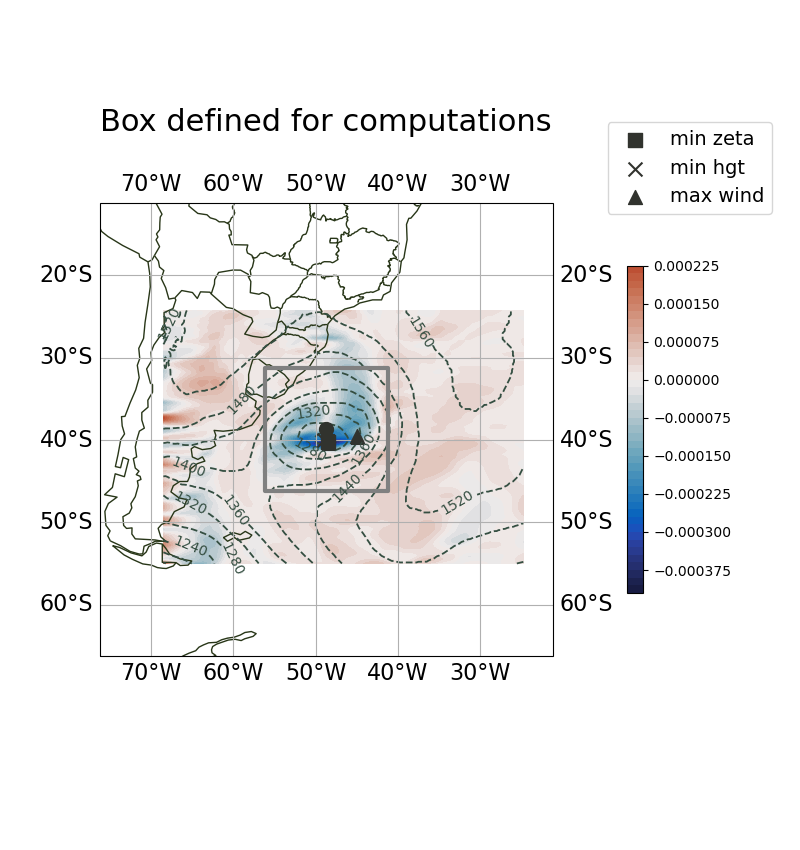 Box defined for computations
min zeta
min hgt
max wind
70°W 60°W 50°W 40°W 30°W
20°S 20°S
30°S 30°S
40°S 40°S
50°S 50°S
60°S 60°S
70°W 60°W 50°W 40°W 30°W
1520
1560
1480
1320
1360
1400
1440
1320
1360
1520
1240
1280
0.000225
0.000150
0.000075
0.000000
−0.000075
−0.000150
−0.000225
−0.000300
−0.000375